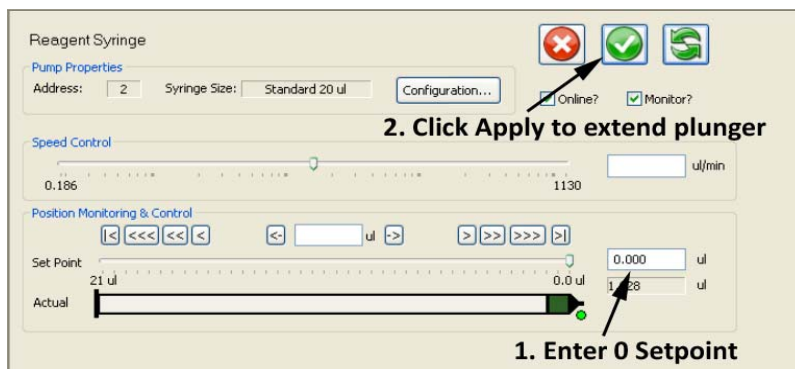 Reagent Syringe
Pump Properties
Address: 2 Syringe Size: Standard 20 ul Configuration...
Online? Monitor?
2. Click Apply to extend plunger
Speed Control
ul/min
0.186 1130
Position Monitoring & Control
|< <<< << < <- ul -> > >> >>> >|
Set Point 0.000 ul
21 ul 0.0 ul
ul
Actual
1. Enter 0 Setpoint